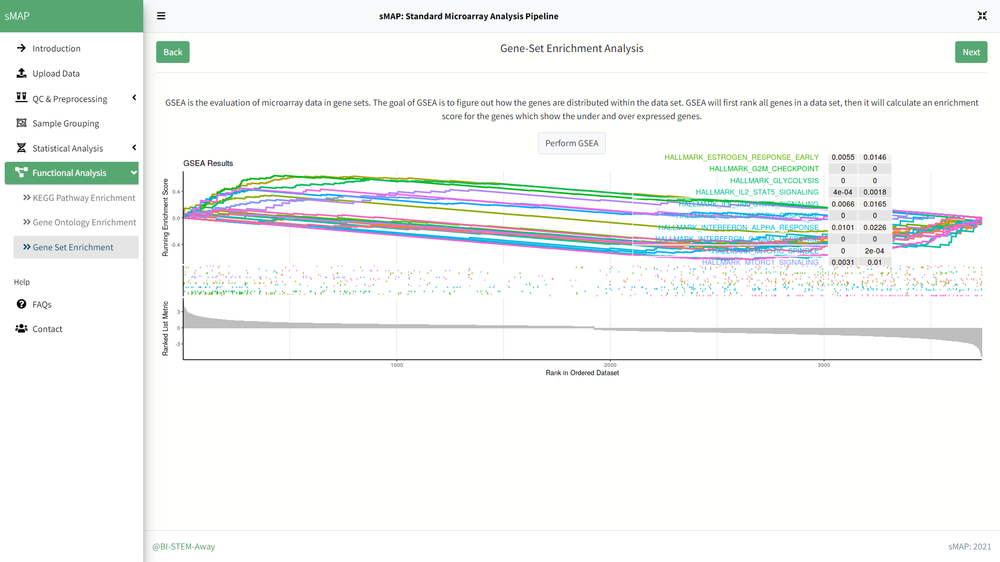 sMAP
sMAP: Standard Microarray Analysis Pipeline
Introduction
Upload Data
QC & Preprocessing
Sample Grouping
Statistical Analysis
Functional Analysis
KEGG Pathway Enrichment
Gene Ontology Enrichment
Gene Set Enrichment
Help
FAQs
Contact
Back
Gene-Set Enrichment Analysis
Next
GSEA is the evaluation of microarray data in gene sets. The goal of GSEA is to figure out how the genes are distributed within the data set. GSEA will first rank all genes in a data set, then it will calculate an enrichment
score for the genes which show the under and over expressed genes.
Perform GSEA
GSEA Results
HALLMARK_ESTROGEN_RESPONSE_EARLY 0.0055 0.0146
HALLMARK_G2M_CHECKPOINT 0 0
HALLMARK_GLYCOLYSIS 0 0
HALLMARK_IL2_STAT5_SIGNALING 4e-04 0.0018
HALLMARK_IL6_JAK_STAT3_SIGNALING 0.0066 0.0165
HALLMARK_INFLAMMATORY_RESPONSE 0 0
HALLMARK_INTERFERON_ALPHA_RESPONSE 0.0101 0.0226
HALLMARK_INTERFERON_GAMMA_RESPONSE 0 0
HALLMARK_MITOTIC_SPINDLE 0 2e-04
HALLMARK_MTORC1_SIGNALING 0.0031 0.01
Running Enrichment Score
0.4
0.0
-0.4
Ranked List Metric
3
0
-3
1000 2000 3000
Rank in Ordered Dataset
@BI-STEM-Away
sMAP: 2021